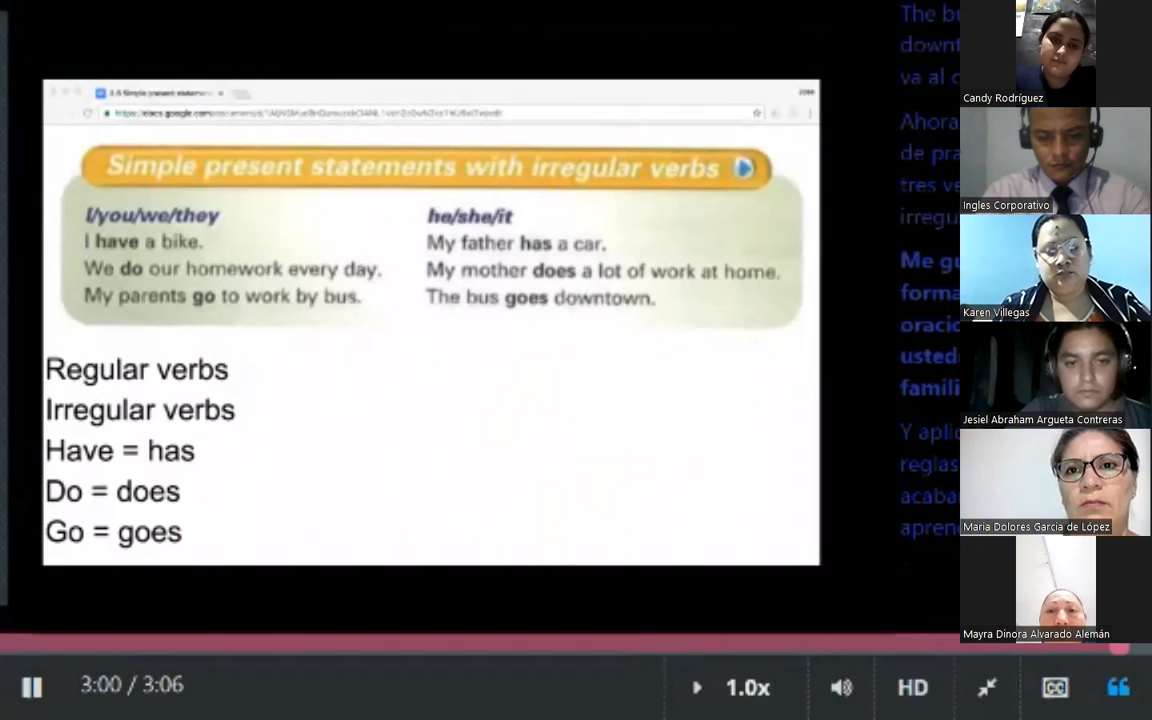 Simple present statements with irregular verbs
I/you/we/they
I have a bike.
We do our homework every day.
My parents go to work by bus.
he/she/it
My father has a car.
My mother does a lot of work at home.
The bus goes downtown.
Regular verbs
Irregular verbs
Have = has
Do = does
Go = goes
The bu
downt
va al c
Ahora
de pra
tres ve
irregu
Me gu
forma
oracio
usted
famili
Y aplic
reglas
acaba
apren
Candy Rodríguez
Ingles Corporativo
Karen Villegas
Jesiel Abraham Argueta Contreras
María Dolores García de López
Mayra Dinora Alvarado Alemán
3:00 / 3:06
1.0x
HD
CC